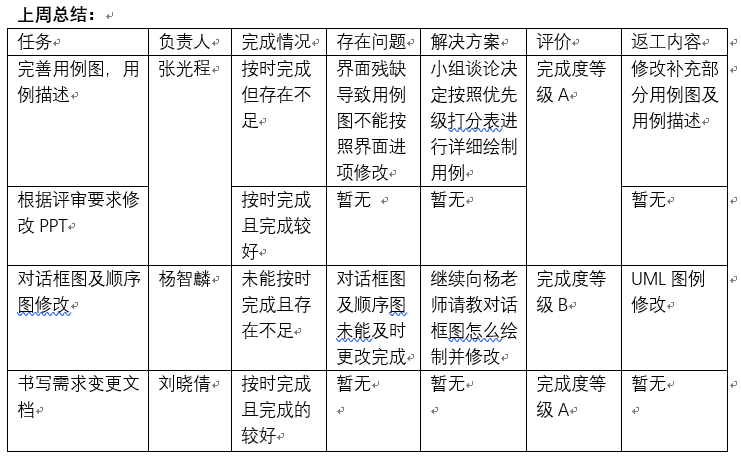 上周总结：
任务 负责人 完成情况 存在问题 解决方案 评价 返工内容
完善用例图，用 张光程 按时完成 界面残缺 小组谈论决 完成度等 修改补充部
例描述 但存在不 导致用例 定按照优先 级 A 分用例图及
足 图不能按 级打分表进 用例描述
照界面进 行详细绘制
项修改 用例
根据评审要求修 按时完成 暂无 暂无 暂无
改 PPT 且完成较
好
对话框图及顺序 杨智麟 未能按时 对话框图 继续向杨老 完成度等 UML 图例
图修改 完成且存 及顺序图 师请教对话 级 B 修改
在不足 未能及时 框图怎么绘
更改完成 制并修改
书写需求变更文 刘晓倩 按时完成 暂无 暂无 完成度等 暂无
档 且完成的 级 A
较好